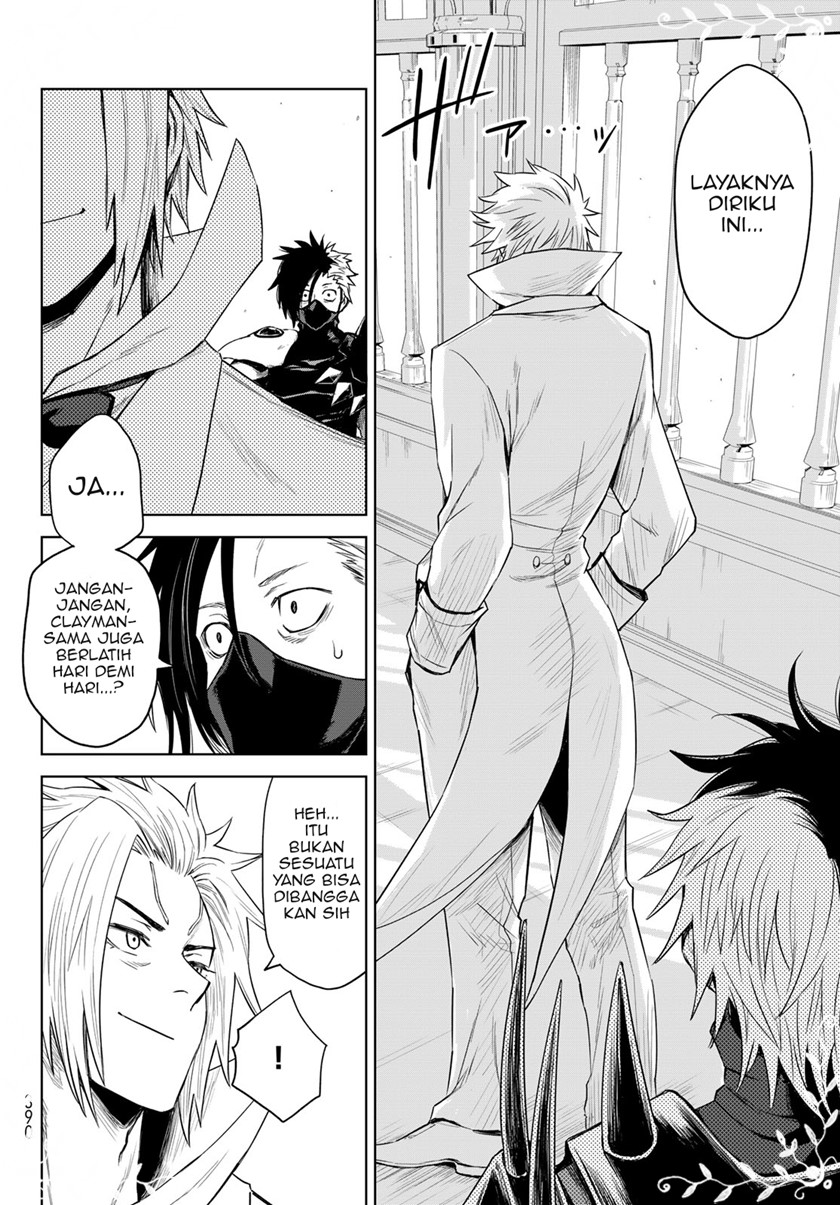 LAYAKNYA
DIRIKU
INI...
ザ
ァ...ッ
JA...
JANGAN-
JANGAN,
CLAYMAN-
SAMA JUGA
BERLATIH
HARI DEMI
HARI...?
HEH...
ITU
BUKAN
SESUATU
YANG BISA
DIBANGGA
KAN SIH
!